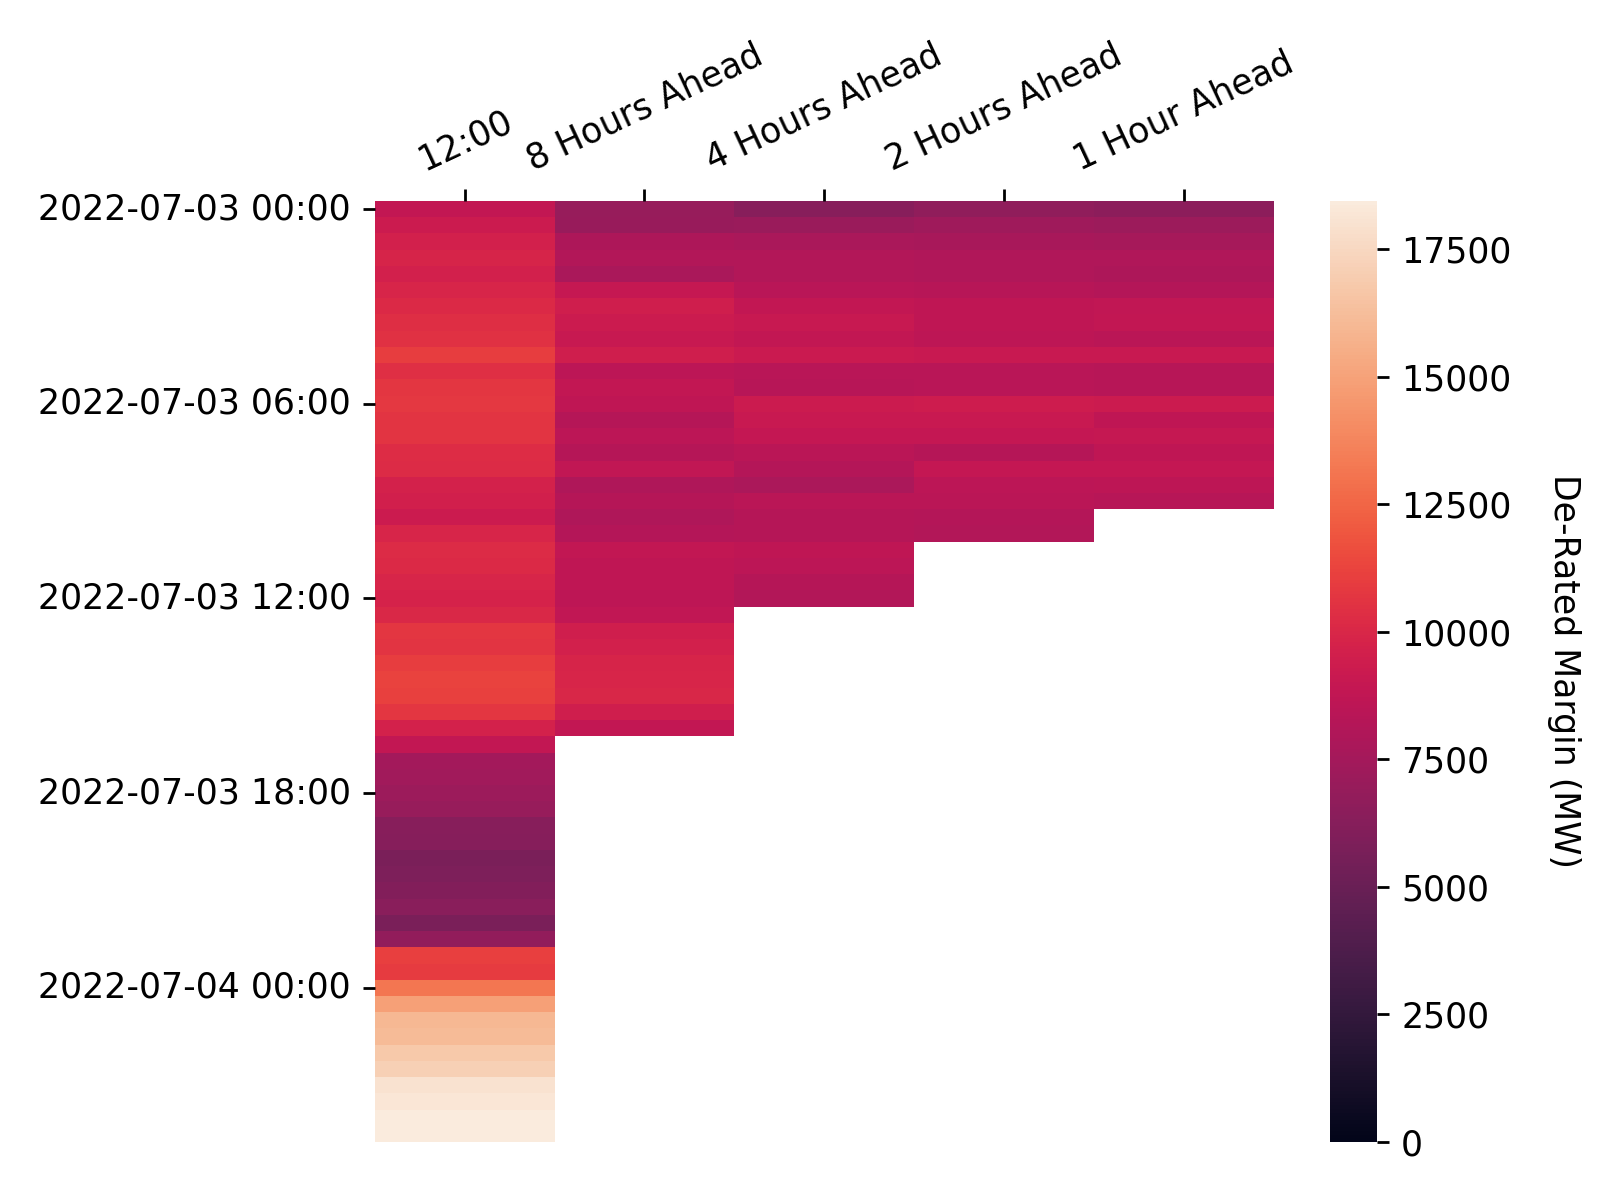 12:00
8 Hours Ahead
4 Hours Ahead
2 Hours Ahead
1 Hour Ahead
2022-07-03 00:00
2022-07-03 06:00
2022-07-03 12:00
2022-07-03 18:00
2022-07-04 00:00
17500
15000
12500
10000
7500
5000
2500
0
De-Rated Margin (MW)